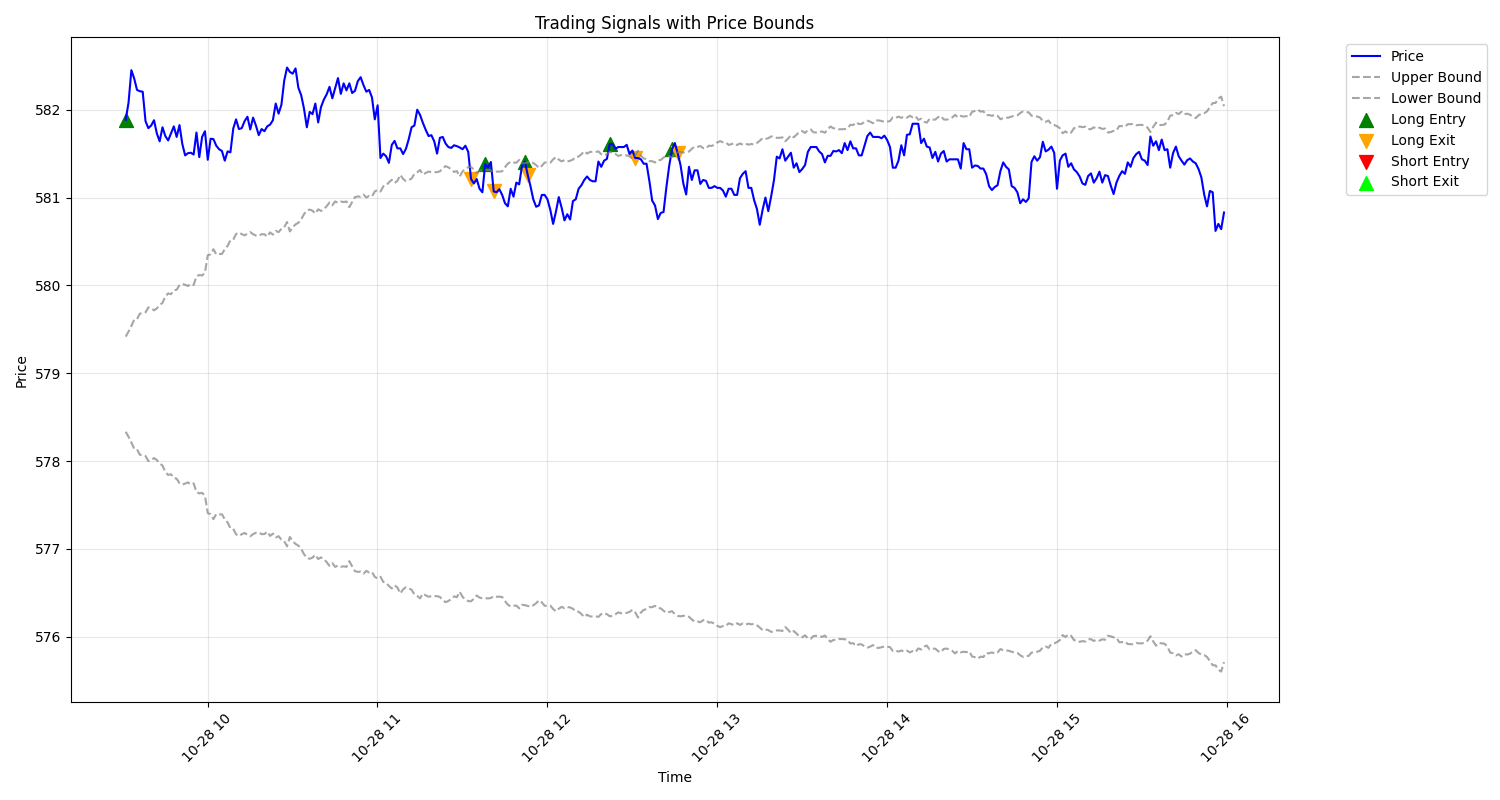 Trading Signals with Price Bounds
Price
Upper Bound
Lower Bound
Long Entry
Long Exit
Short Entry
Short Exit
582
581
580
579
578
577
576
Price
10-28 10
10-28 11
10-28 12
10-28 13
10-28 14
10-28 15
10-28 16
Time